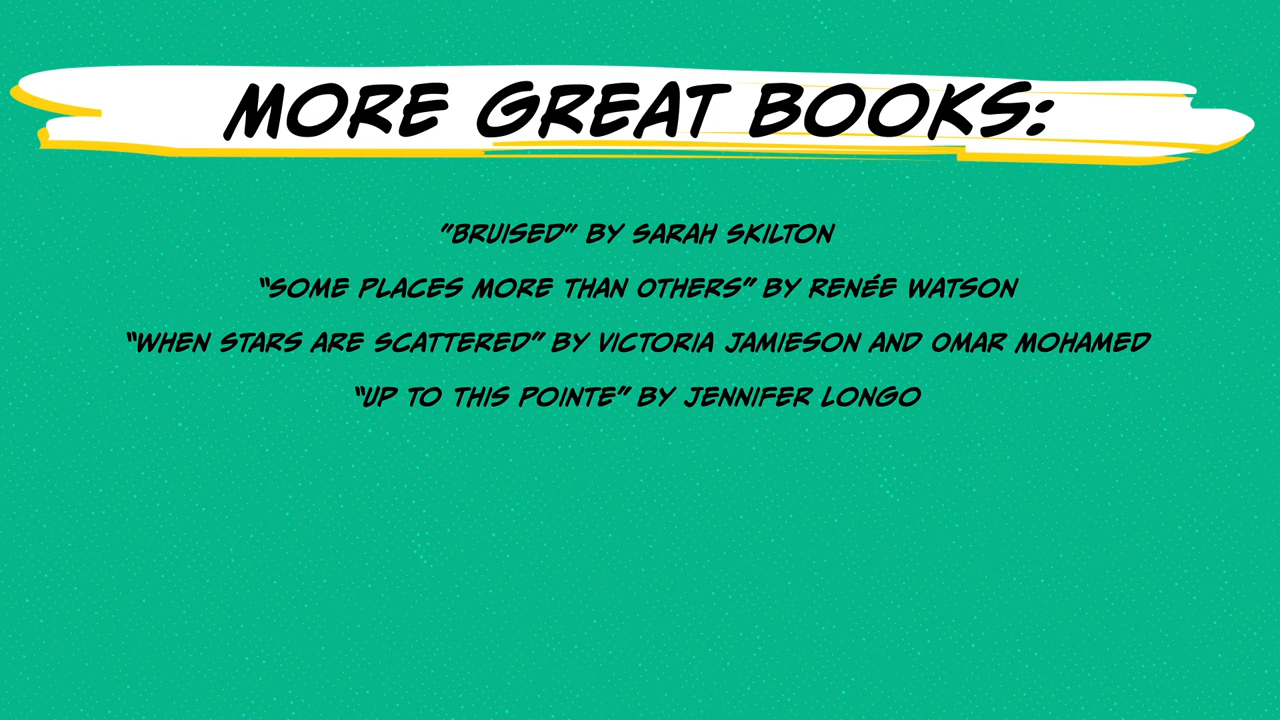 MORE GREAT BOOKS:
"BRUISED" BY SARAH SKILTON
"SOME PLACES MORE THAN OTHERS" BY RENÉE WATSON
"WHEN STARS ARE SCATTERED" BY VICTORIA JAMIESON AND OMAR MOHAMED
"UP TO THIS POINTE" BY JENNIFER LONGO